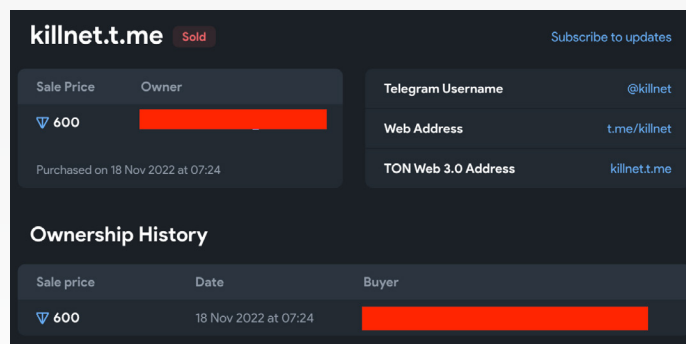 killnet.t.me Sold Subscribe to updates
Sale Price Owner
600
Purchased on 18 Nov 2022 at 07:24
Telegram Username @killnet
Web Address t.me/killnet
TON Web 3.0 Address killnet.t.me
Ownership History
Sale price Date Buyer
600 18 Nov 2022 at 07:24